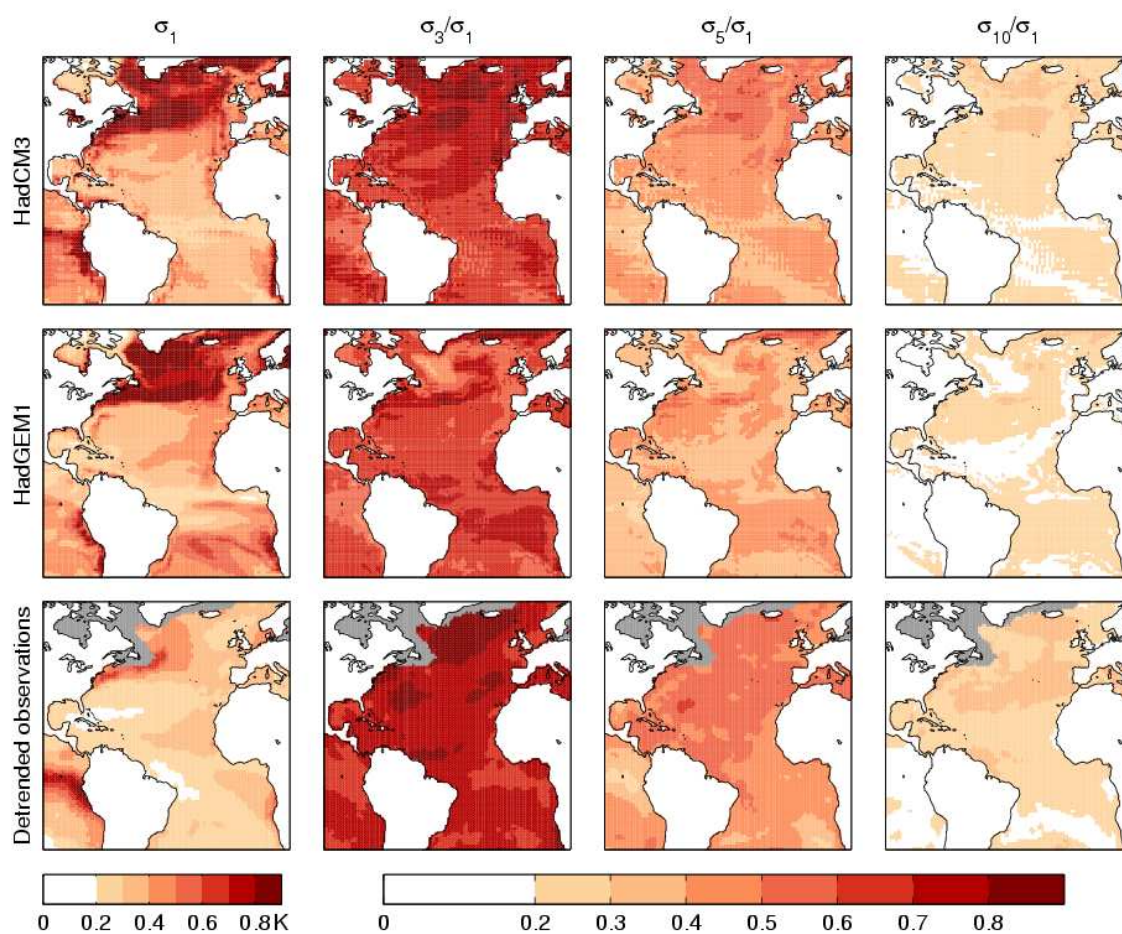 σ₁ σ₃/σ₁ σ₅/σ₁ σ₁₀/σ₁
HadCM3
HadGEM1
Detrended observations
0 0.2 0.4 0.6 0.8K
0 0.2 0.3 0.4 0.5 0.6 0.7 0.8